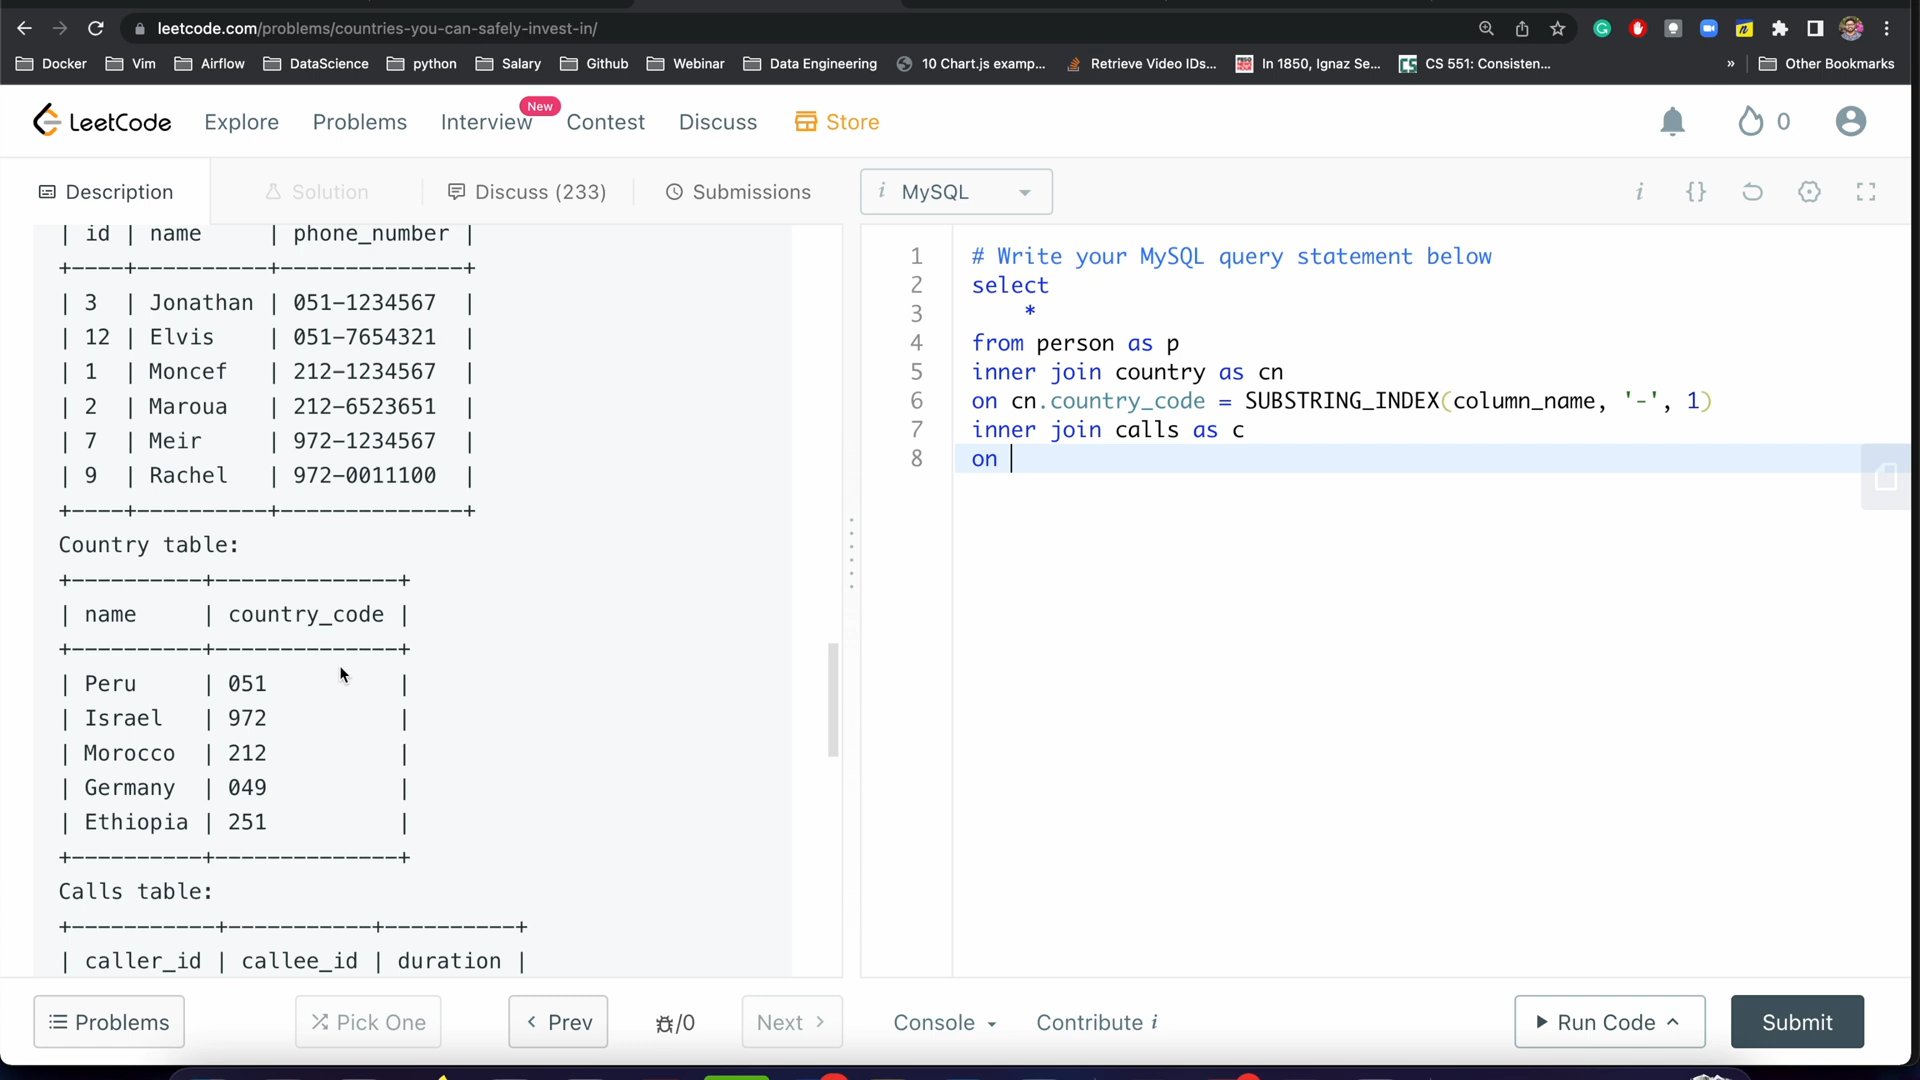 leetcode.com/problems/countries-you-can-safely-invest-in/
Docker Vim Airflow DataScience python Salary Github Webinar Data Engineering 10 Chart.js examp... Retrieve Video IDs... In 1850, Ignaz Se... CS 551: Consisten... » Other Bookmarks
LeetCode Explore Problems Interview New Contest Discuss Store 0
Description Solution Discuss (233) Submissions i MySQL i {}
| id | name | phone_number |
+----+----------+--------------+
| 3 | Jonathan | 051-1234567 |
| 12 | Elvis | 051-7654321 |
| 1 | Moncef | 212-1234567 |
| 2 | Maroua | 212-6523651 |
| 7 | Meir | 972-1234567 |
| 9 | Rachel | 972-0011100 |
+----+----------+--------------+
Country table:
+----------+--------------+
| name | country_code |
+----------+--------------+
| Peru | 051 |
| Israel | 972 |
| Morocco | 212 |
| Germany | 049 |
| Ethiopia | 251 |
+----------+--------------+
Calls table:
+-----------+-----------+----------+
| caller_id | callee_id | duration |
1 # Write your MySQL query statement below
2 select
3 *
4 from person as p
5 inner join country as cn
6 on cn.country_code = SUBSTRING_INDEX(column_name, '-', 1)
7 inner join calls as c
8 on
Problems Pick One < Prev /0 Next > Console Contribute i Run Code Submit